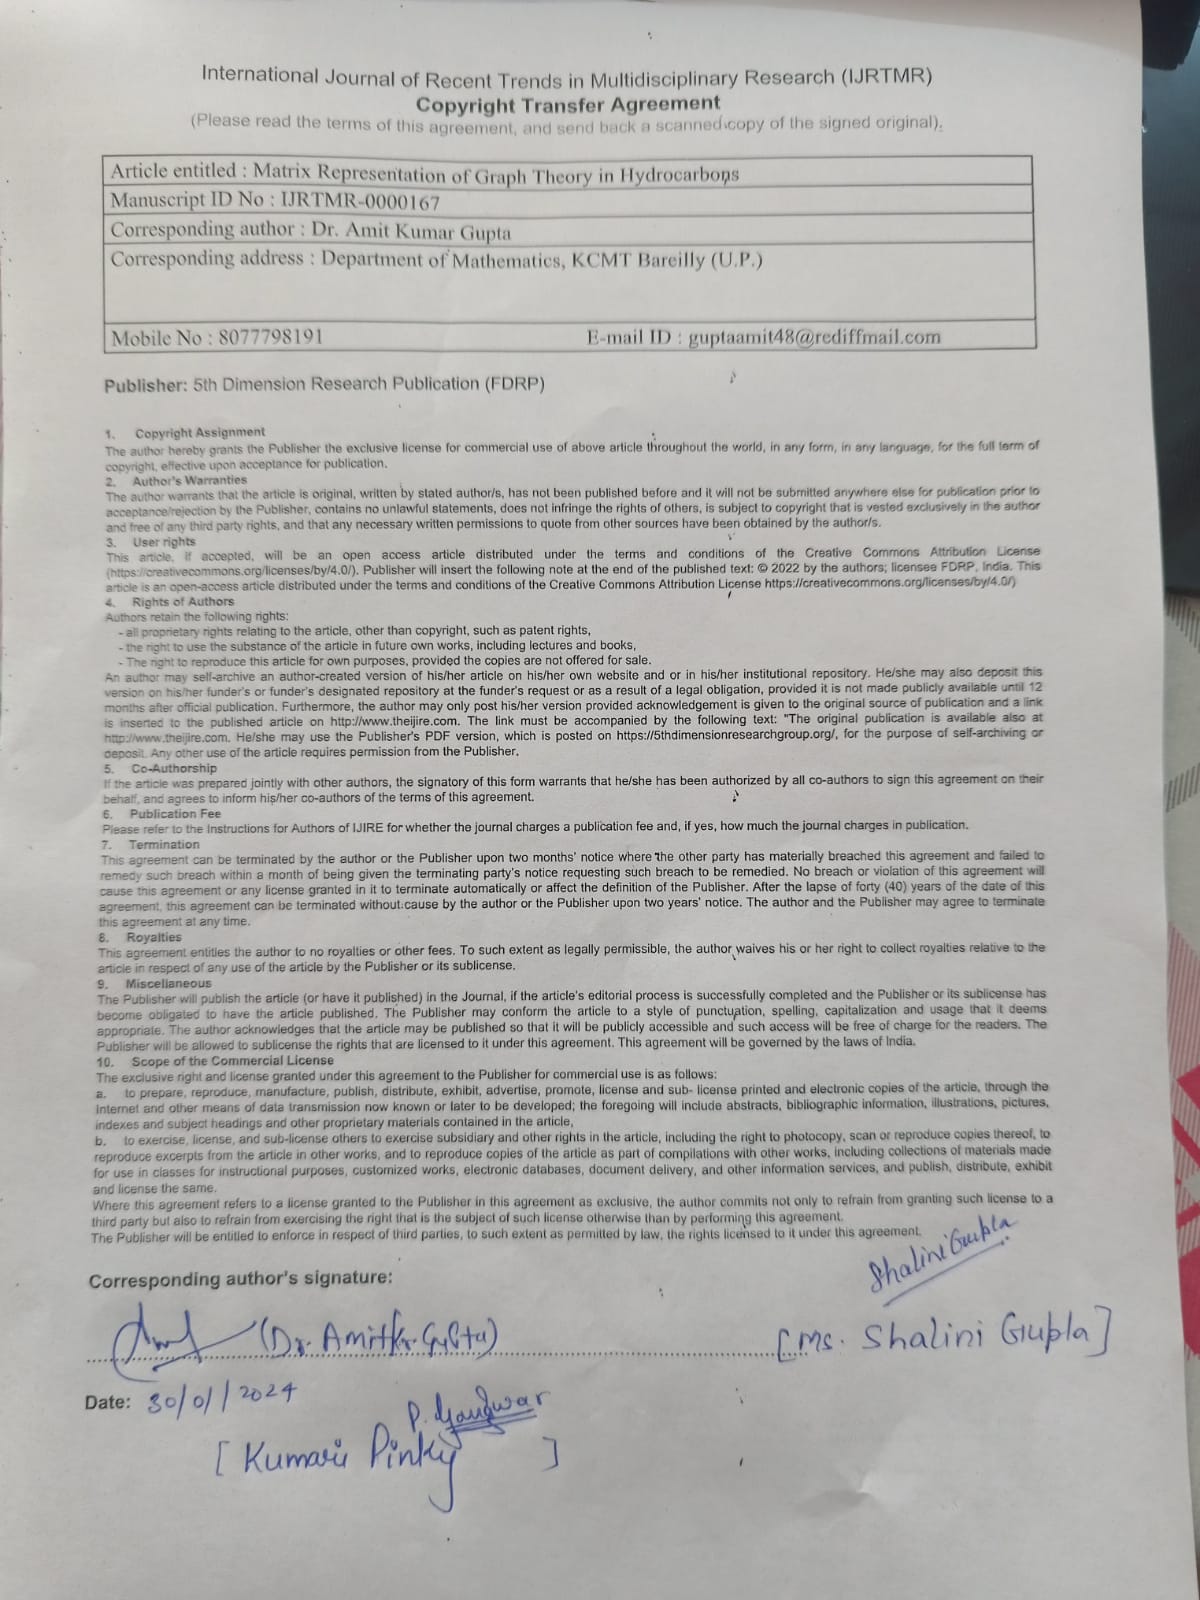 International Journal of Recent Trends in Multidisciplinary Research (IJRTMR)
Copyright Transfer Agreement
(Please read the terms of this agreement, and send back a scanned copy of the signed original).
Article entitled : Matrix Representation of Graph Theory in Hydrocarbons
Manuscript ID No : IJRTMR-0000167
Corresponding author : Dr. Amit Kumar Gupta
Corresponding address : Department of Mathematics, KCMT Bareilly (U.P.)
Mobile No : 8077798191 E-mail ID : guptaamit48@rediffmail.com
Publisher: 5th Dimension Research Publication (FDRP)
1. Copyright Assignment
The author hereby grants the Publisher the exclusive license for commercial use of above article throughout the world, in any form, in any language, for the full term of
copyright, effective upon acceptance for publication.
2. Author's Warranties
The author warrants that the article is original, written by stated author/s, has not been published before and it will not be submitted anywhere else for publication prior to
acceptance/rejection by the Publisher, contains no unlawful statements, does not infringe the rights of others, is subject to copyright that is vested exclusively in the author
and free of any third party rights, and that any necessary written permissions to quote from other sources have been obtained by the author/s.
3. User rights
This article, if accepted, will be an open access article distributed under the terms and conditions of the Creative Commons Attribution License
(https://creativecommons.org/licenses/by/4.0/). Publisher will insert the following note at the end of the published text: © 2022 by the authors; licensee FDRP, India. This
article is an open-access article distributed under the terms and conditions of the Creative Commons Attribution License https://creativecommons.org/licenses/by/4.0/)
4. Rights of Authors
Authors retain the following rights:
- all proprietary rights relating to the article, other than copyright, such as patent rights,
- the right to use the substance of the article in future own works, including lectures and books,
- The right to reproduce this article for own purposes, provided the copies are not offered for sale.
An author may self-archive an author-created version of his/her article on his/her own website and or in his/her institutional repository. He/she may also deposit this
version on his/her funder's or funder's designated repository at the funder's request or as a result of a legal obligation, provided it is not made publicly available until 12
months after official publication. Furthermore, the author may only post his/her version provided acknowledgement is given to the original source of publication and a link
is inserted to the published article on http://www.theijire.com. The link must be accompanied by the following text: "The original publication is available also at
http://www.theijire.com. He/she may use the Publisher's PDF version, which is posted on https://5thdimensionresearchgroup.org/, for the purpose of self-archiving or
deposit. Any other use of the article requires permission from the Publisher.
5. Co-Authorship
If the article was prepared jointly with other authors, the signatory of this form warrants that he/she has been authorized by all co-authors to sign this agreement on their
behalf, and agrees to inform his/her co-authors of the terms of this agreement.
6. Publication Fee
Please refer to the Instructions for Authors of IJIRE for whether the journal charges a publication fee and, if yes, how much the journal charges in publication.
7. Termination
This agreement can be terminated by the author or the Publisher upon two months' notice where the other party has materially breached this agreement and failed to
remedy such breach within a month of being given the terminating party's notice requesting such breach to be remedied. No breach or violation of this agreement will
cause this agreement or any license granted in it to terminate automatically or affect the definition of the Publisher. After the lapse of forty (40) years of the date of this
agreement, this agreement can be terminated without cause by the author or the Publisher upon two years' notice. The author and the Publisher may agree to terminate
this agreement at any time.
8. Royalties
This agreement entitles the author to no royalties or other fees. To such extent as legally permissible, the author waives his or her right to collect royalties relative to the
article in respect of any use of the article by the Publisher or its sublicense.
9. Miscellaneous
The Publisher will publish the article (or have it published) in the Journal, if the article's editorial process is successfully completed and the Publisher or its sublicense has
become obligated to have the article published. The Publisher may conform the article to a style of punctuation, spelling, capitalization and usage that it deems
appropriate. The author acknowledges that the article may be published so that it will be publicly accessible and such access will be free of charge for the readers. The
Publisher will be allowed to sublicense the rights that are licensed to it under this agreement. This agreement will be governed by the laws of India.
10. Scope of the Commercial License
The exclusive right and license granted under this agreement to the Publisher for commercial use is as follows:
a. to prepare, reproduce, manufacture, publish, distribute, exhibit, advertise, promote, license and sub- license printed and electronic copies of the article, through the
Internet and other means of data transmission now known or later to be developed; the foregoing will include abstracts, bibliographic information, illustrations, pictures,
indexes and subject headings and other proprietary materials contained in the article,
b. to exercise, license, and sub-license others to exercise subsidiary and other rights in the article, including the right to photocopy, scan or reproduce copies thereof, to
reproduce excerpts from the article in other works, and to reproduce copies of the article as part of compilations with other works, including collections of materials made
for use in classes for instructional purposes, customized works, electronic databases, document delivery, and other information services, and publish, distribute, exhibit
and license the same.
Where this agreement refers to a license granted to the Publisher in this agreement as exclusive, the author commits not only to refrain from granting such license to a
third party but also to refrain from exercising the right that is the subject of such license otherwise than by performing this agreement.
The Publisher will be entitled to enforce in respect of third parties, to such extent as permitted by law, the rights licensed to it under this agreement.
Shalini Gupta
Corresponding author's signature:
(Dr. Amit Kr. Gupta) [Ms. Shalini Gupta]
Date: 30/01/2024
P. Gangwar
[Kumari Pinky ]